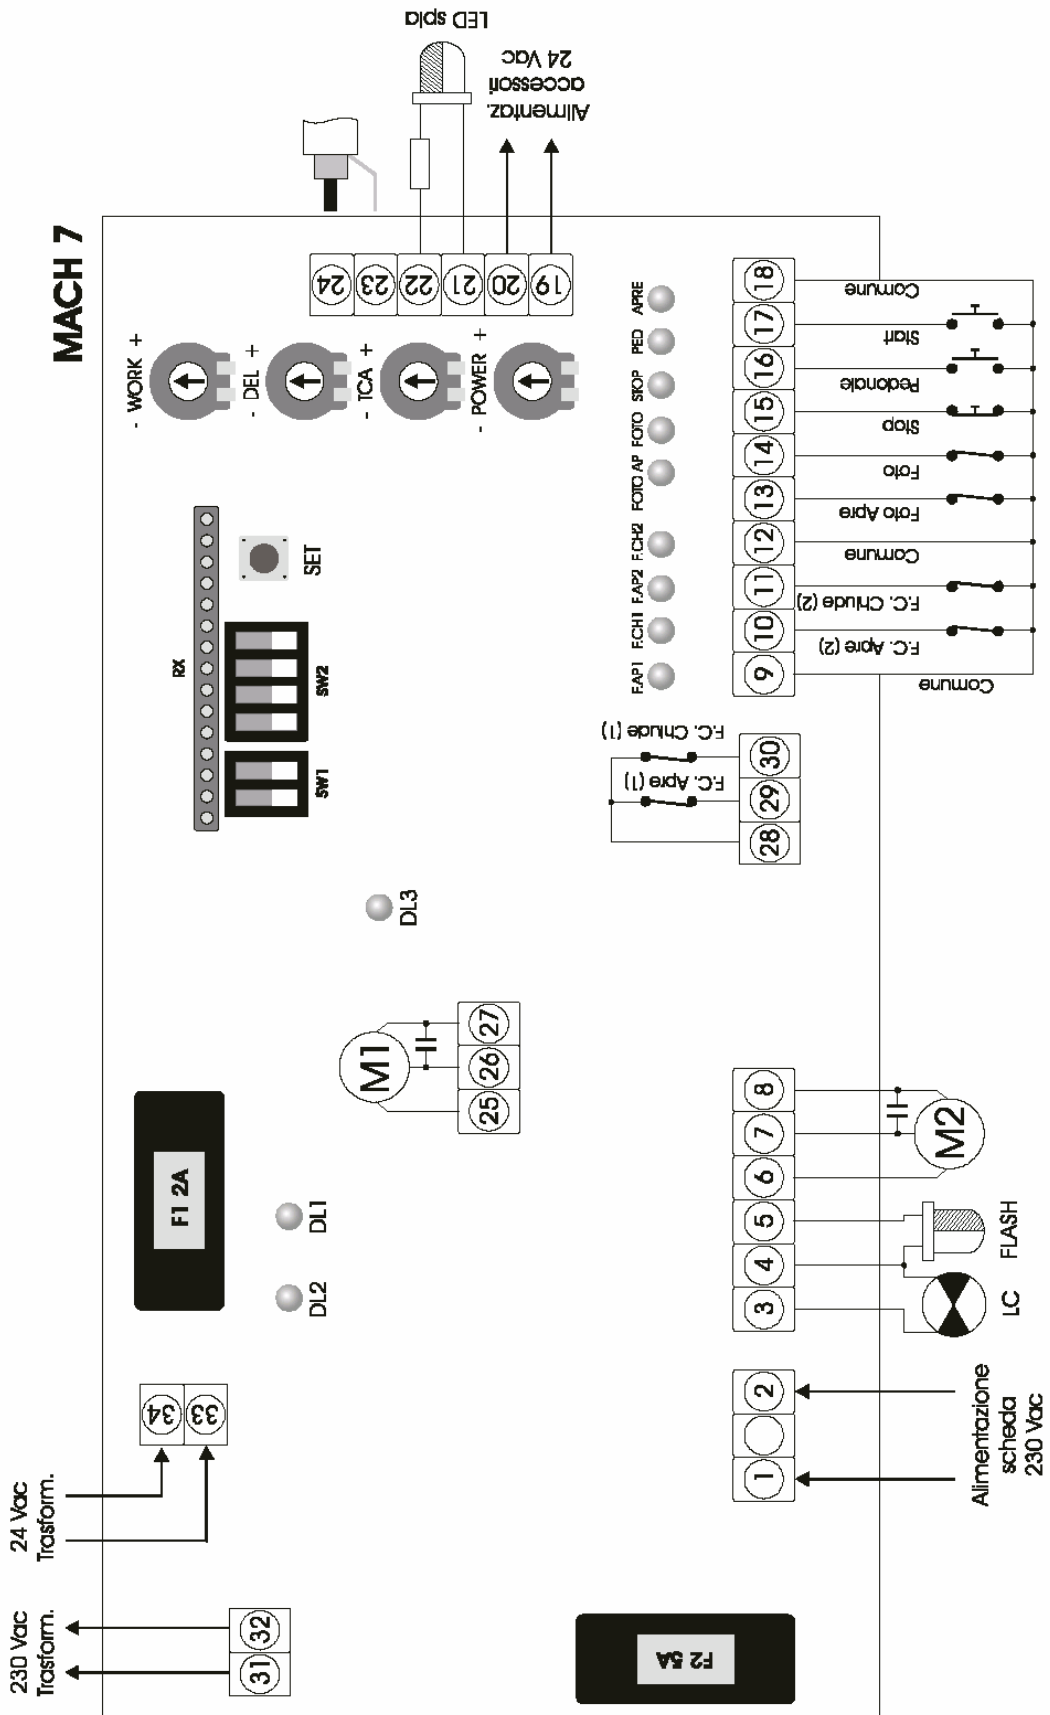 MACH 7
LED spia
Alimentaz.
accessori
24 Vac
- WORK +
- DEL +
- TCA +
- POWER +
24
23
22
21
20
19
APRE
PED
STOP
FOTO
FOTO AP
F.CH2
F.AP2
F.CH1
F.AP1
18
17
16
15
14
13
12
11
10
9
Comune
Start
Pedonale
Stop
Foto
Foto Apre
Comune
F.C. Chiude (2)
F.C. Apre (2)
Comune
RX
SET
SW2
SW1
F.C. Chiude (1)
F.C. Apre (1)
30
29
28
DL3
M1
27
26
25
F1 2A
DL1
DL2
8
7
6
5
4
3
M2
FLASH
LC
34
33
24 Vac
Trasform.
2
1
Alimentazione
scheda
230 Vac
230 Vac
Trasform.
32
31
F2 5A